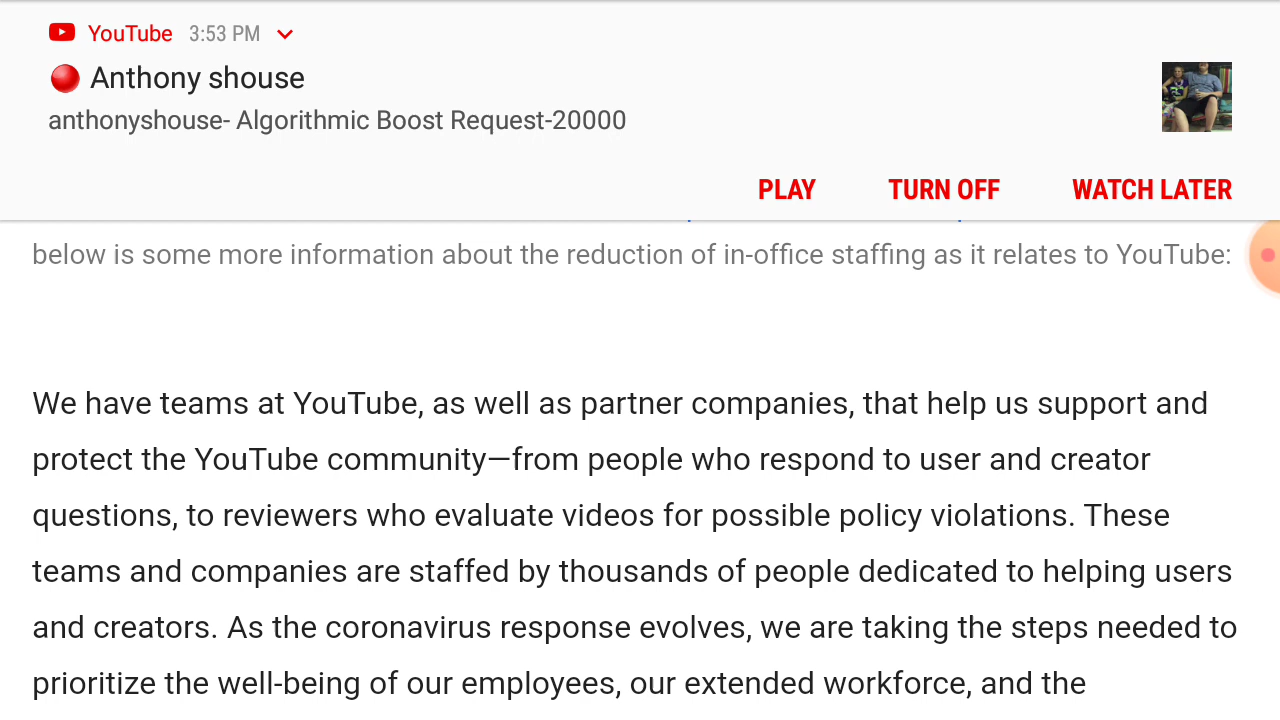 YouTube 3:53 PM
Anthony shouse
anthonyshouse- Algorithmic Boost Request-20000
PLAY TURN OFF WATCH LATER
below is some more information about the reduction of in-office staffing as it relates to YouTube:
We have teams at YouTube, as well as partner companies, that help us support and
protect the YouTube community—from people who respond to user and creator
questions, to reviewers who evaluate videos for possible policy violations. These
teams and companies are staffed by thousands of people dedicated to helping users
and creators. As the coronavirus response evolves, we are taking the steps needed to
prioritize the well-being of our employees, our extended workforce, and the